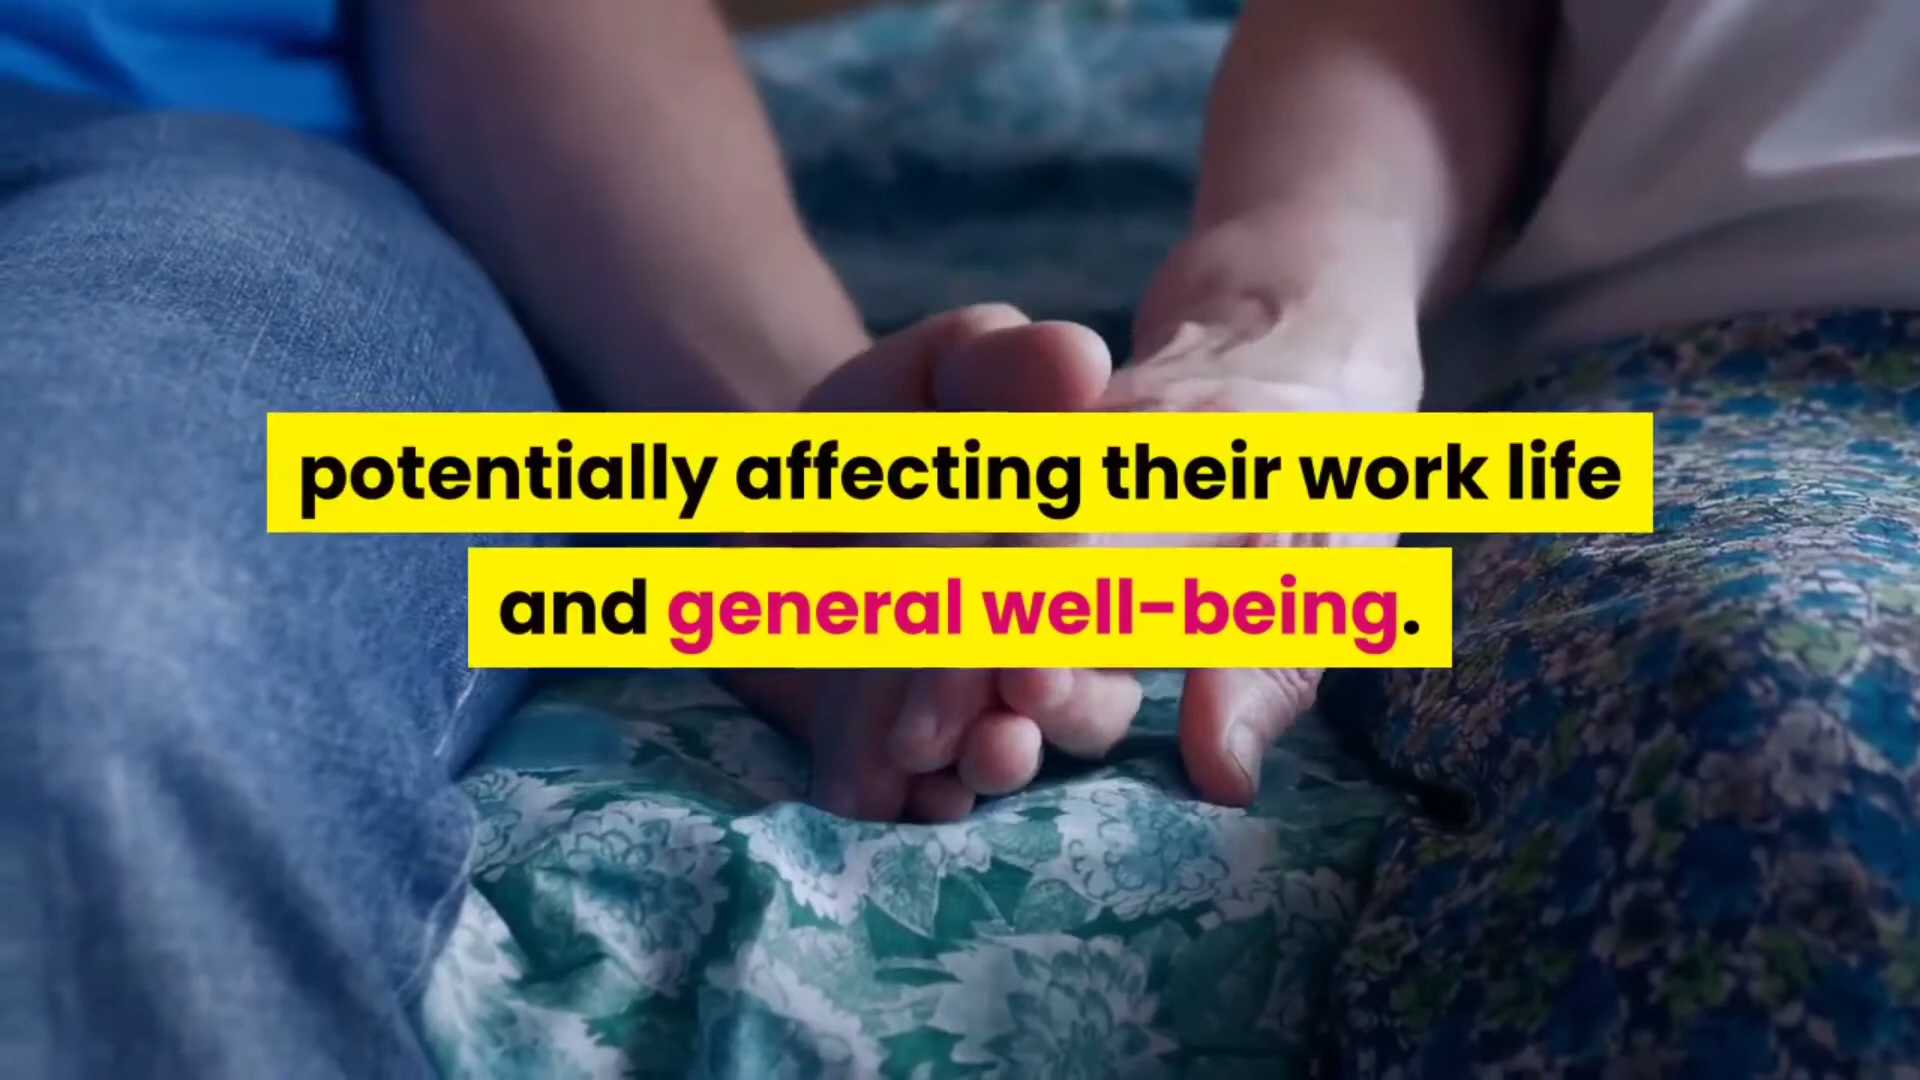 potentially affecting their work life
and general well-being.